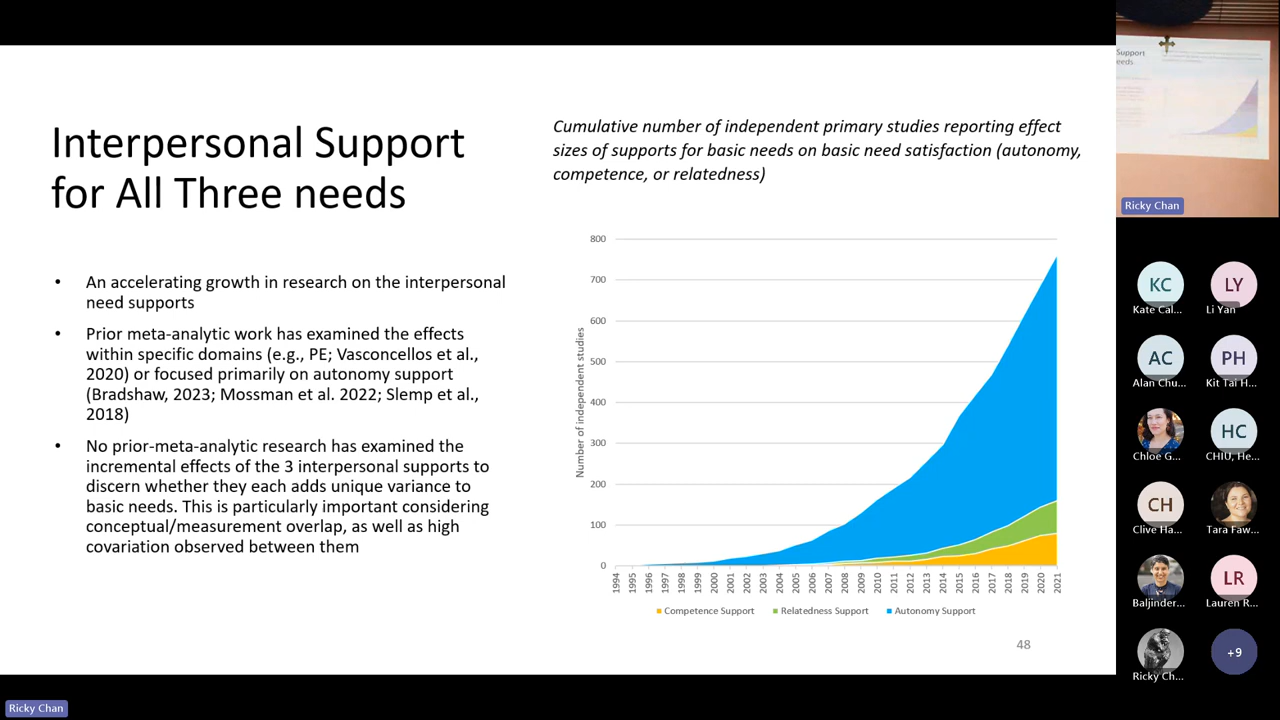 Interpersonal Support
for All Three needs
• An accelerating growth in research on the interpersonal
need supports
• Prior meta-analytic work has examined the effects
within specific domains (e.g., PE; Vasconcellos et al.,
2020) or focused primarily on autonomy support
(Bradshaw, 2023; Mossman et al. 2022; Slemp et al.,
2018)
• No prior-meta-analytic research has examined the
incremental effects of the 3 interpersonal supports to
discern whether they each adds unique variance to
basic needs. This is particularly important considering
conceptual/measurement overlap, as well as high
covariation observed between them
Cumulative number of independent primary studies reporting effect
sizes of supports for basic needs on basic need satisfaction (autonomy,
competence, or relatedness)
Number of independent studies
800
700
600
500
400
300
200
100
0
1994 1995 1996 1997 1998 1999 2000 2001 2002 2003 2004 2005 2006 2007 2008 2009 2010 2011 2012 2013 2014 2015 2016 2017 2018 2019 2020 2021
Competence Support Relatedness Support Autonomy Support
48
Support
eeds
Ricky Chan
KC LY
Kate Cal... Li Yan
AC PH
Alan Chu... Kit Tai H...
HC
Chloe G... CHIU, He...
CH
Clive Ha... Tara Faw...
LR
Baljinder... Lauren R...
+9
Ricky Ch...
Ricky Chan